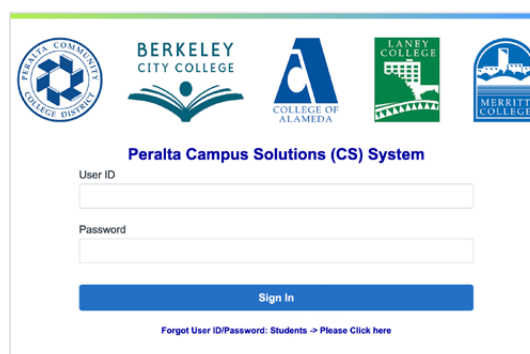 PERALTA COMMUNITY
COLLEGE DISTRICT
BERKELEY
CITY COLLEGE
COLLEGE OF
ALAMEDA
LANEY
COLLEGE
MERRITT
COLLEGE
Peralta Campus Solutions (CS) System
User ID
Password
Sign In
Forgot User ID/Password: Students -> Please Click here